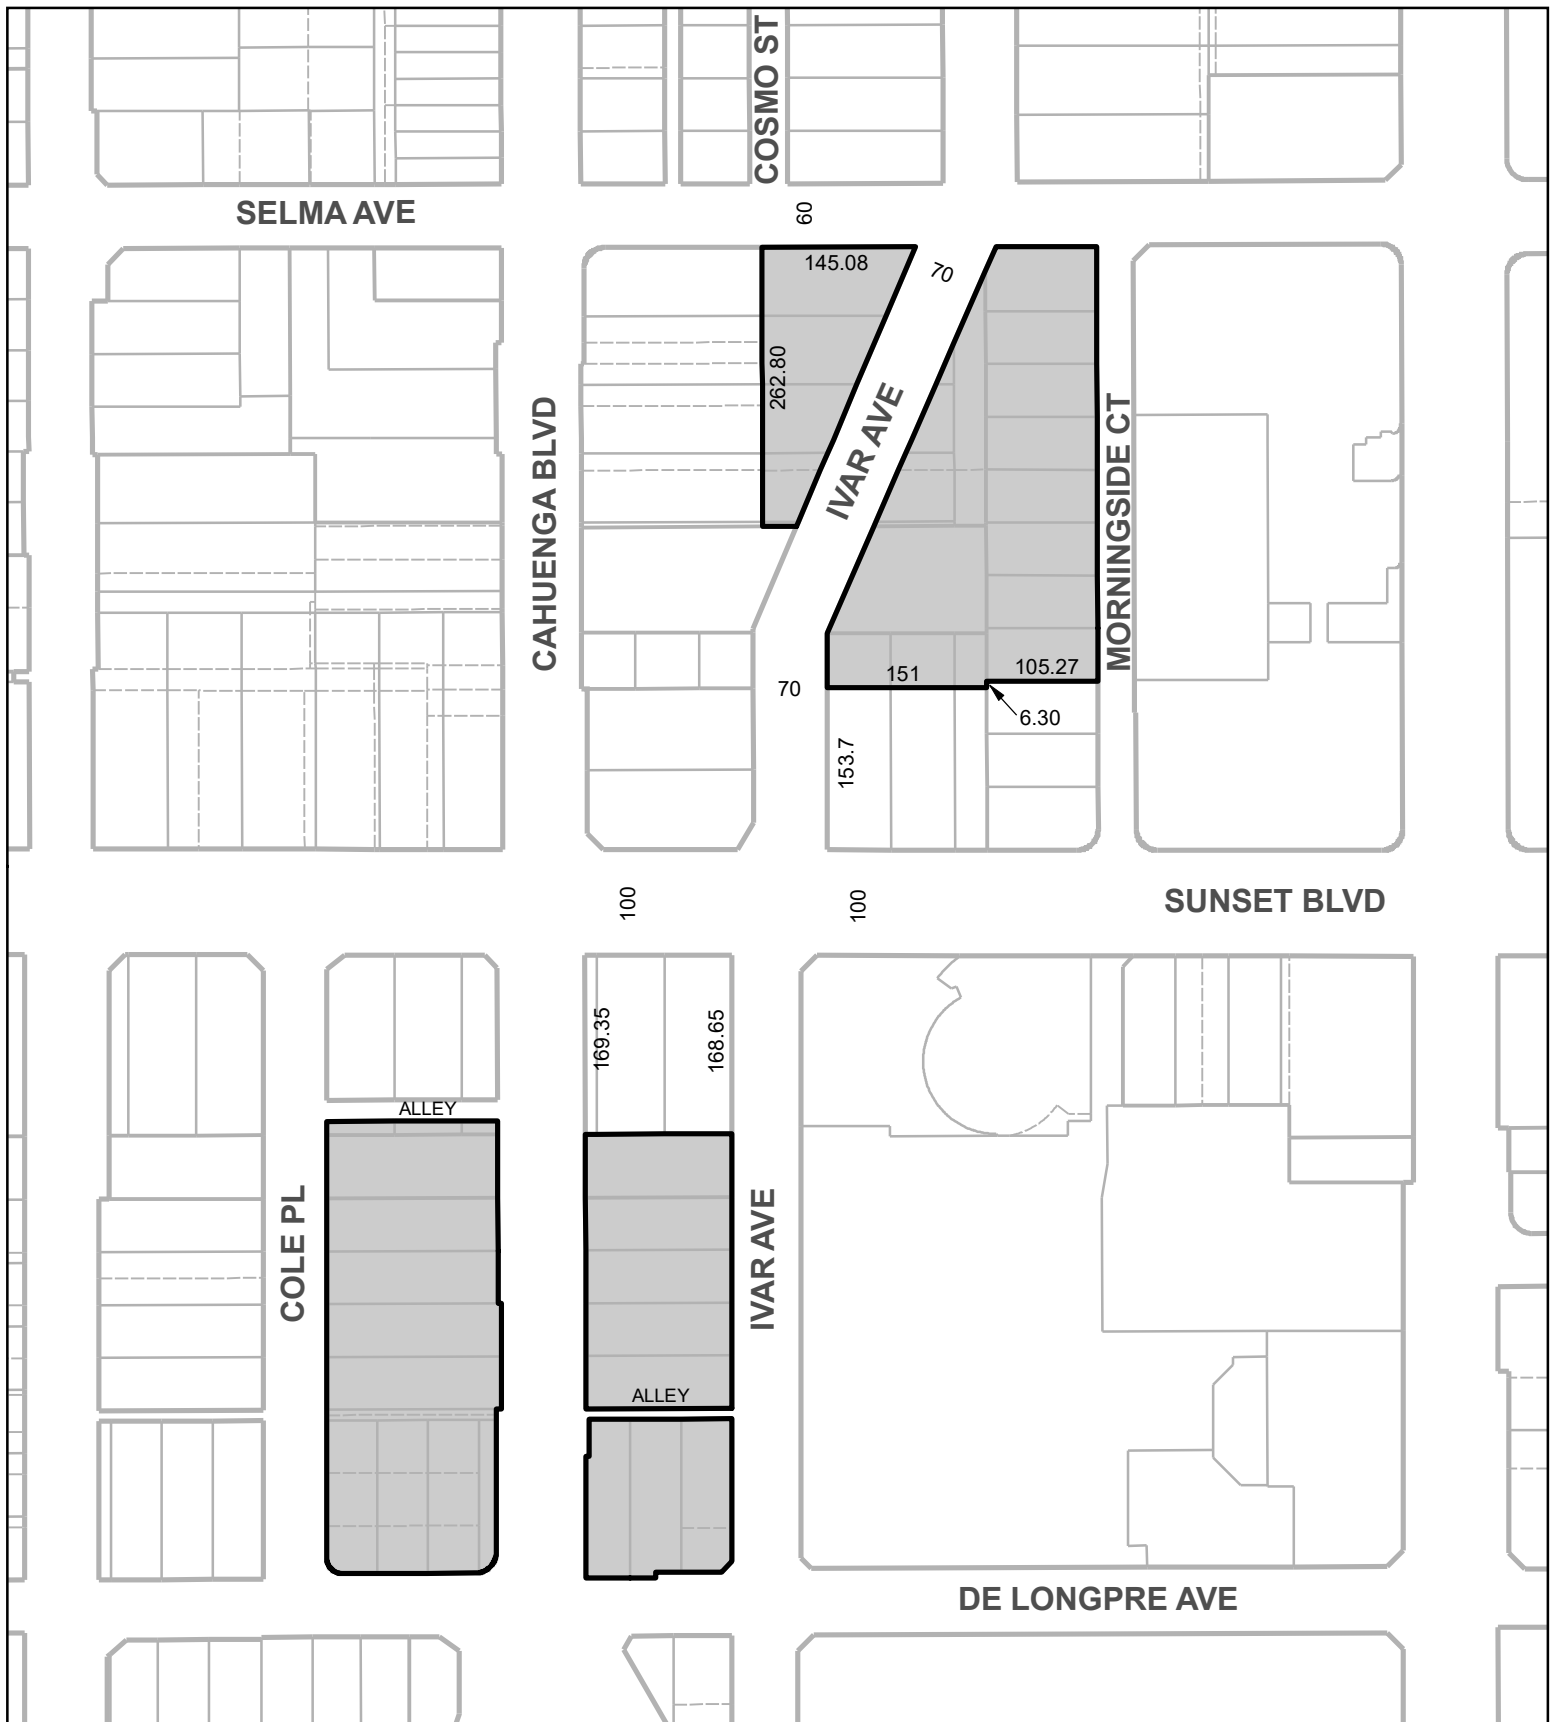 COSMO ST
SELMA AVE
60
145.08
70
262.80
IVAR AVE
CAHUENGA BLVD
MORNINGSIDE CT
151
105.27
70
6.30
153.7
100
100
SUNSET BLVD
169.35
168.65
ALLEY
COLE PL
IVAR AVE
ALLEY
DE LONGPRE AVE